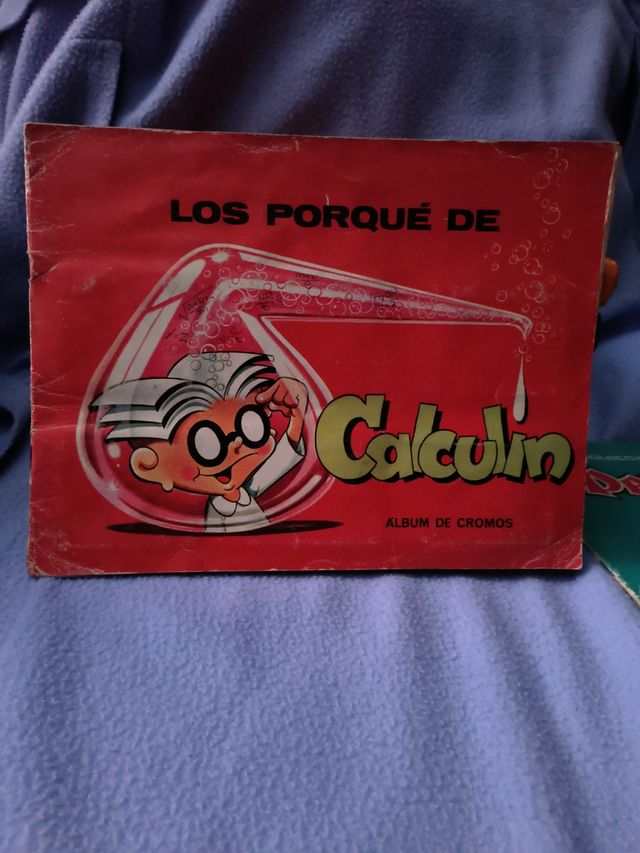 LOS PORQUÉ DE
Calculin
ALBUM DE CROMOS